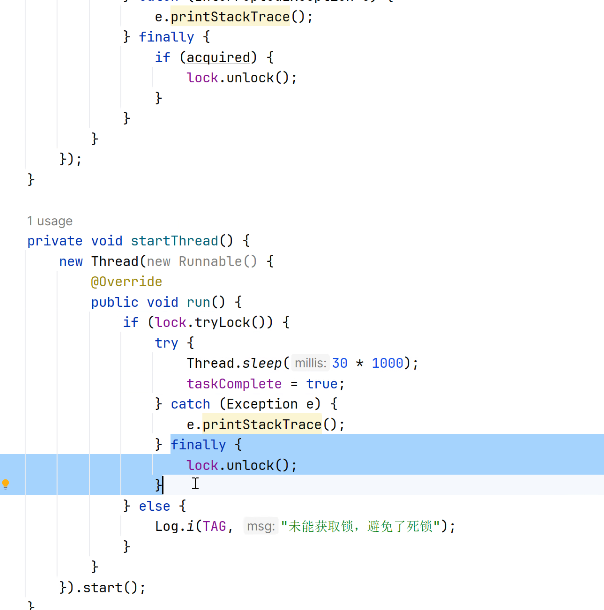 e.printStackTrace();
} finally {
if (acquired) {
lock.unlock();
}
}
}
});
}
1 usage
private void startThread() {
new Thread(new Runnable() {
@Override
public void run() {
if (lock.tryLock()) {
try {
Thread.sleep( millis: 30 * 1000);
taskComplete = true;
} catch (Exception e) {
e.printStackTrace();
} finally {
lock.unlock();
}
} else {
Log.i(TAG, msg: "未能获取锁，避免了死锁");
}
}
}).start();
}